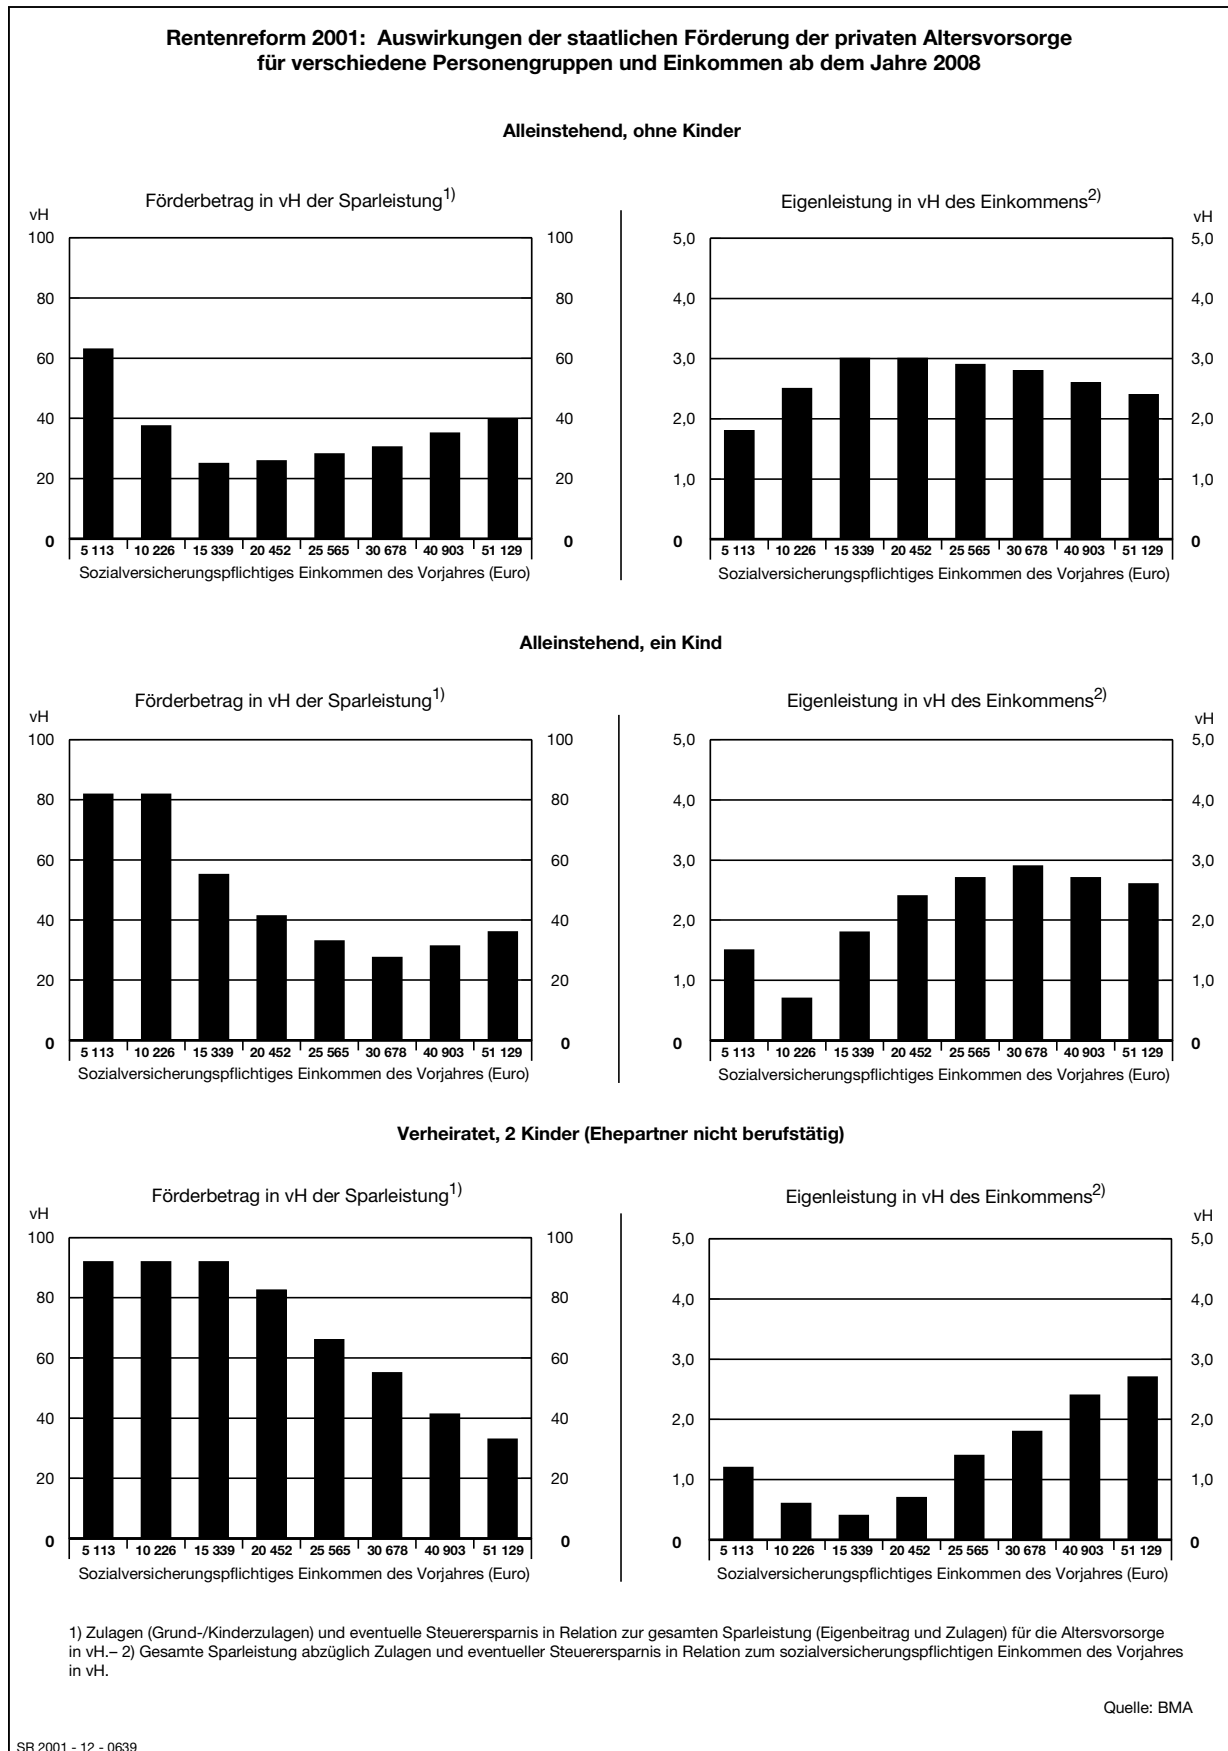 Rentenreform 2001: Auswirkungen der staatlichen Förderung der privaten Altersvorsorge
für verschiedene Personengruppen und Einkommen ab dem Jahre 2008
Alleinstehend, ohne Kinder
Förderbetrag in vH der Sparleistung1)
vH
100
80
60
40
20
0
100
80
60
40
20
0
5 113 10 226 15 339 20 452 25 565 30 678 40 903 51 129
Sozialversicherungspflichtiges Einkommen des Vorjahres (Euro)
Eigenleistung in vH des Einkommens2)
vH
5,0
4,0
3,0
2,0
1,0
0
5,0
4,0
3,0
2,0
1,0
0
5 113 10 226 15 339 20 452 25 565 30 678 40 903 51 129
Sozialversicherungspflichtiges Einkommen des Vorjahres (Euro)
Alleinstehend, ein Kind
Förderbetrag in vH der Sparleistung1)
vH
100
80
60
40
20
0
100
80
60
40
20
0
5 113 10 226 15 339 20 452 25 565 30 678 40 903 51 129
Sozialversicherungspflichtiges Einkommen des Vorjahres (Euro)
Eigenleistung in vH des Einkommens2)
vH
5,0
4,0
3,0
2,0
1,0
0
5,0
4,0
3,0
2,0
1,0
0
5 113 10 226 15 339 20 452 25 565 30 678 40 903 51 129
Sozialversicherungspflichtiges Einkommen des Vorjahres (Euro)
Verheiratet, 2 Kinder (Ehepartner nicht berufstätig)
Förderbetrag in vH der Sparleistung1)
vH
100
80
60
40
20
0
100
80
60
40
20
0
5 113 10 226 15 339 20 452 25 565 30 678 40 903 51 129
Sozialversicherungspflichtiges Einkommen des Vorjahres (Euro)
Eigenleistung in vH des Einkommens2)
vH
5,0
4,0
3,0
2,0
1,0
0
5,0
4,0
3,0
2,0
1,0
0
5 113 10 226 15 339 20 452 25 565 30 678 40 903 51 129
Sozialversicherungspflichtiges Einkommen des Vorjahres (Euro)
1) Zulagen (Grund-/Kinderzulagen) und eventuelle Steuerersparnis in Relation zur gesamten Sparleistung (Eigenbeitrag und Zulagen) für die Altersvorsorge
in vH.– 2) Gesamte Sparleistung abzüglich Zulagen und eventueller Steuerersparnis in Relation zum sozialversicherungspflichtigen Einkommen des Vorjahres
in vH.
Quelle: BMA
SR 2001 - 12 - 0639